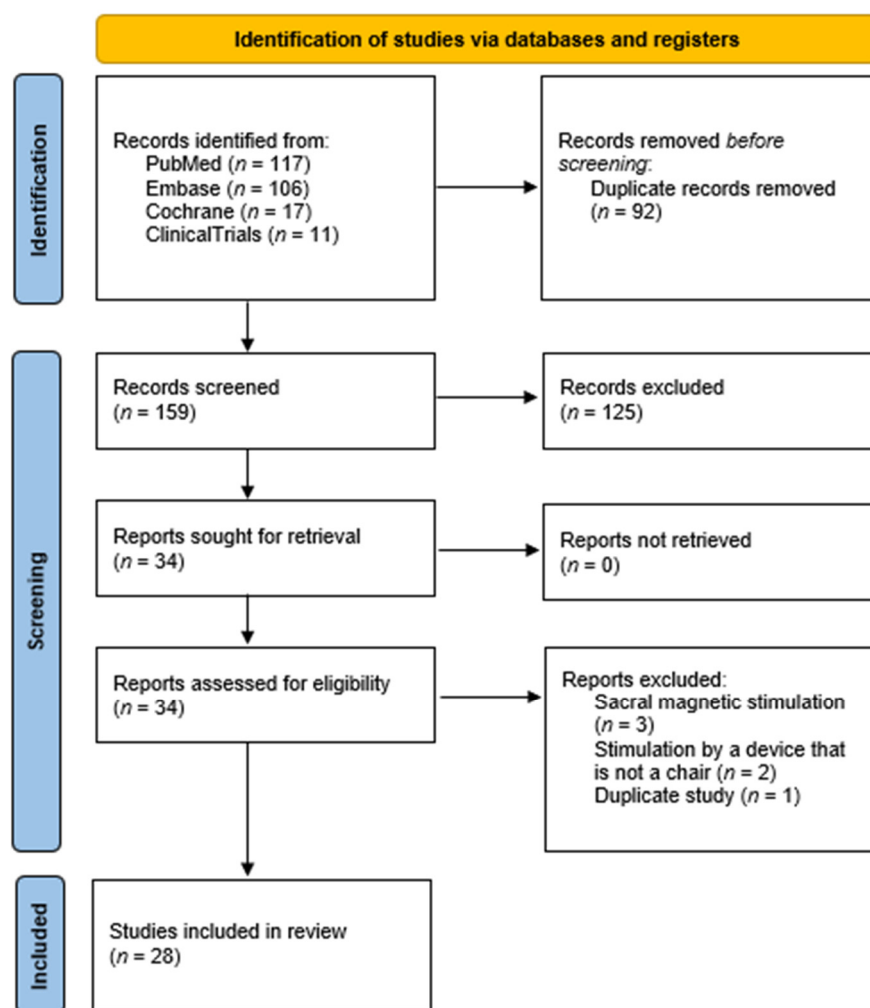 Identification of studies via databases and registers
Identification
Records identified from:
PubMed (n = 117)
Embase (n = 106)
Cochrane (n = 17)
ClinicalTrials (n = 11)
Records removed before
screening:
Duplicate records removed
(n = 92)
Screening
Records screened
(n = 159)
Records excluded
(n = 125)
Reports sought for retrieval
(n = 34)
Reports not retrieved
(n = 0)
Reports assessed for eligibility
(n = 34)
Reports excluded:
Sacral magnetic stimulation
(n = 3)
Stimulation by a device that
is not a chair (n = 2)
Duplicate study (n = 1)
Included
Studies included in review
(n = 28)